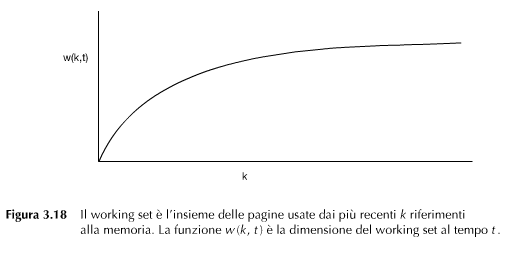 w(k,t)
k
Figura 3.18 Il working set è l'insieme delle pagine usate dai più recenti k riferimenti
alla memoria. La funzione w(k, t) è la dimensione del working set al tempo t.